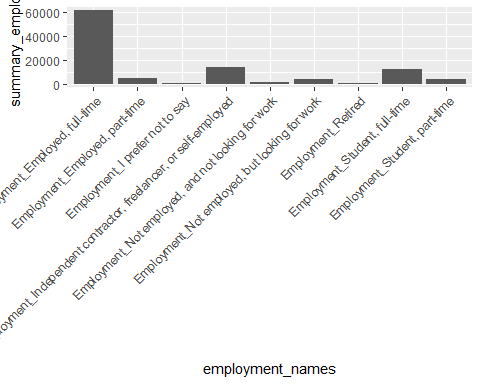 summary_emplo
60000
40000
20000
0
yment_Employed, full-time
Employment_Employed, part-time
Employment_I prefer not to say
oyment_Independent contractor, freelancer, or self-employed
Employment_Not employed, and not looking for work
Employment_Not employed, but looking for work
Employment_Retired
Employment_Student, full-time
Employment_Student, part-time
employment_names